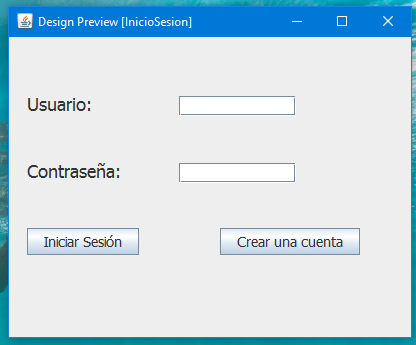 Design Preview [InicioSesion]
Usuario:
Contraseña:
Iniciar Sesión
Crear una cuenta